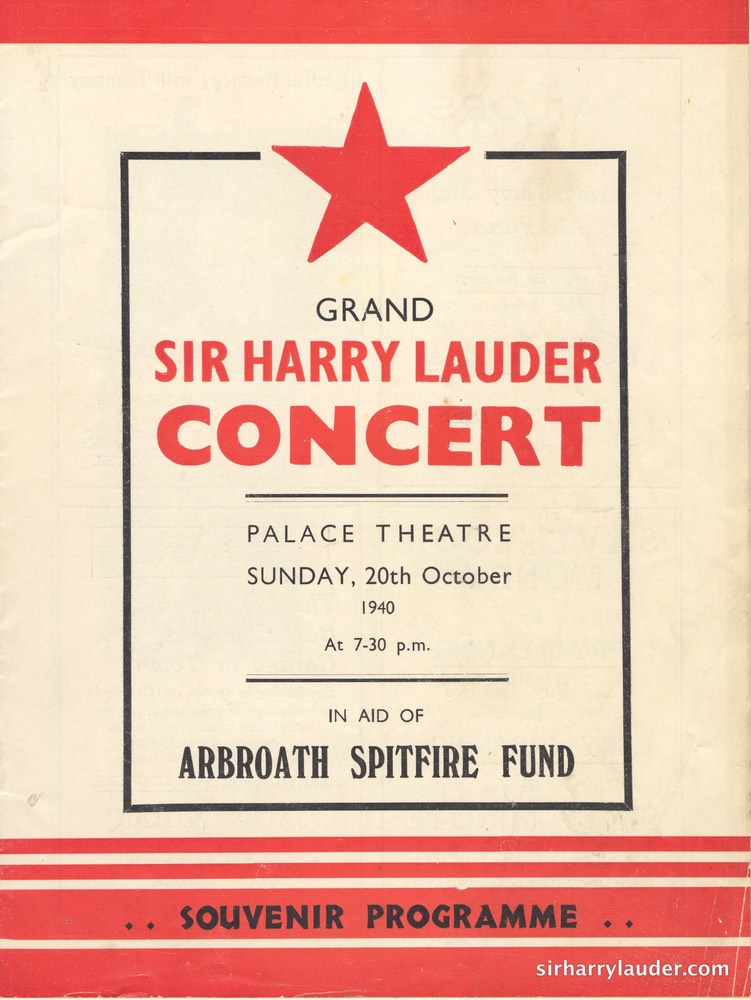 GRAND
SIR HARRY LAUDER
CONCERT
PALACE THEATRE
SUNDAY, 20th October
1940
At 7-30 p.m.
IN AID OF
ARBROATH SPITFIRE FUND
. . SOUVENIR PROGRAMME . .
sirharrylauder.com